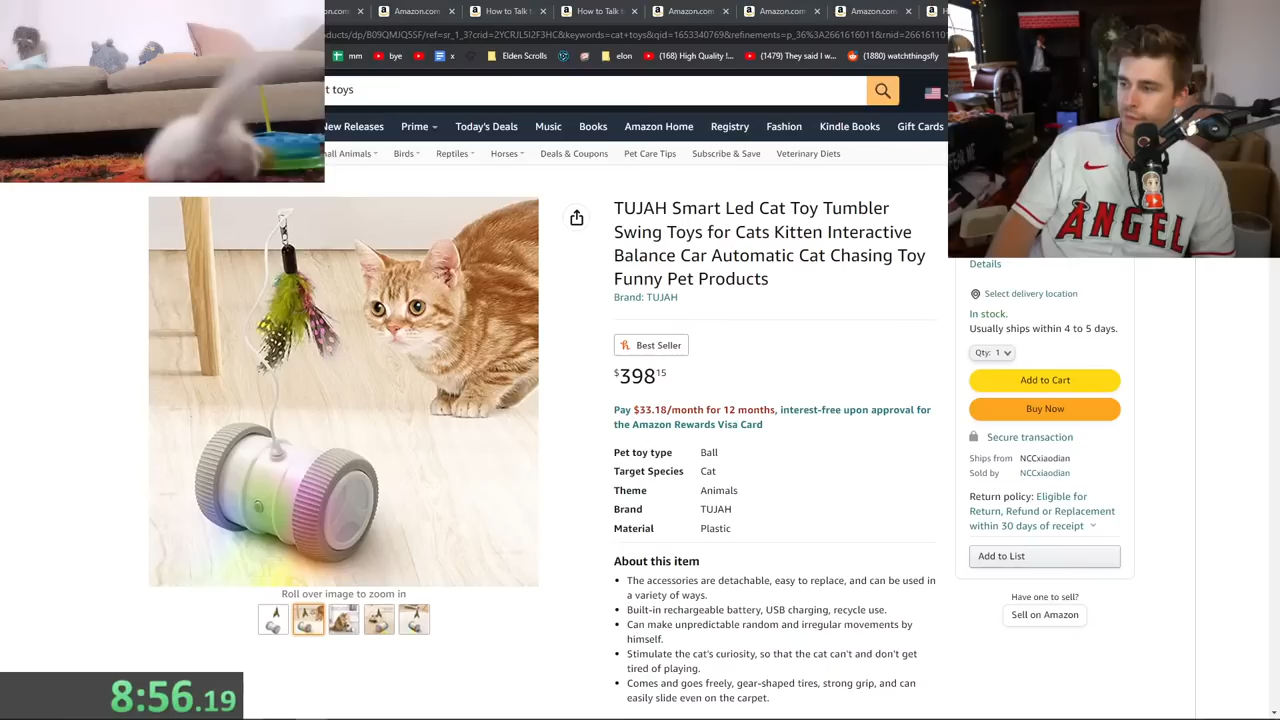 .com
Amazon.com
How to Talk t
How to Talk t
Amazon.com
Amazon.com
Amazon.com
H
mm
bye
x
Elden Scrolls
elon
(168) High Quality !...
(1479) They said I w...
(1880) watchthingsfly
t toys
New Releases
Prime
Today's Deals
Music
Books
Amazon Home
Registry
Fashion
Kindle Books
Gift Cards
mall Animals
Birds
Reptiles
Horses
Deals & Coupons
Pet Care Tips
Subscribe & Save
Veterinary Diets
ANGEL
TUJAH Smart Led Cat Toy Tumbler
Swing Toys for Cats Kitten Interactive
Balance Car Automatic Cat Chasing Toy
Funny Pet Products
Brand: TUJAH
Best Seller
$39815
Pay $33.18/month for 12 months, interest-free upon approval for
the Amazon Rewards Visa Card
Pet toy type Ball
Target Species Cat
Theme Animals
Brand TUJAH
Material Plastic
About this item
• The accessories are detachable, easy to replace, and can be used in
a variety of ways.
• Built-in rechargeable battery, USB charging, recycle use.
• Can make unpredictable random and irregular movements by
himself.
• Stimulate the cat's curiosity, so that the cat can't and don't get
tired of playing.
• Comes and goes freely, gear-shaped tires, strong grip, and can
easily slide even on the carpet.
Roll over image to zoom in
Details
Select delivery location
In stock.
Usually ships within 4 to 5 days.
Qty: 1
Add to Cart
Buy Now
Secure transaction
Ships from NCCxiaodian
Sold by NCCxiaodian
Return policy: Eligible for
Return, Refund or Replacement
within 30 days of receipt
Add to List
Have one to sell?
Sell on Amazon
8:56.19